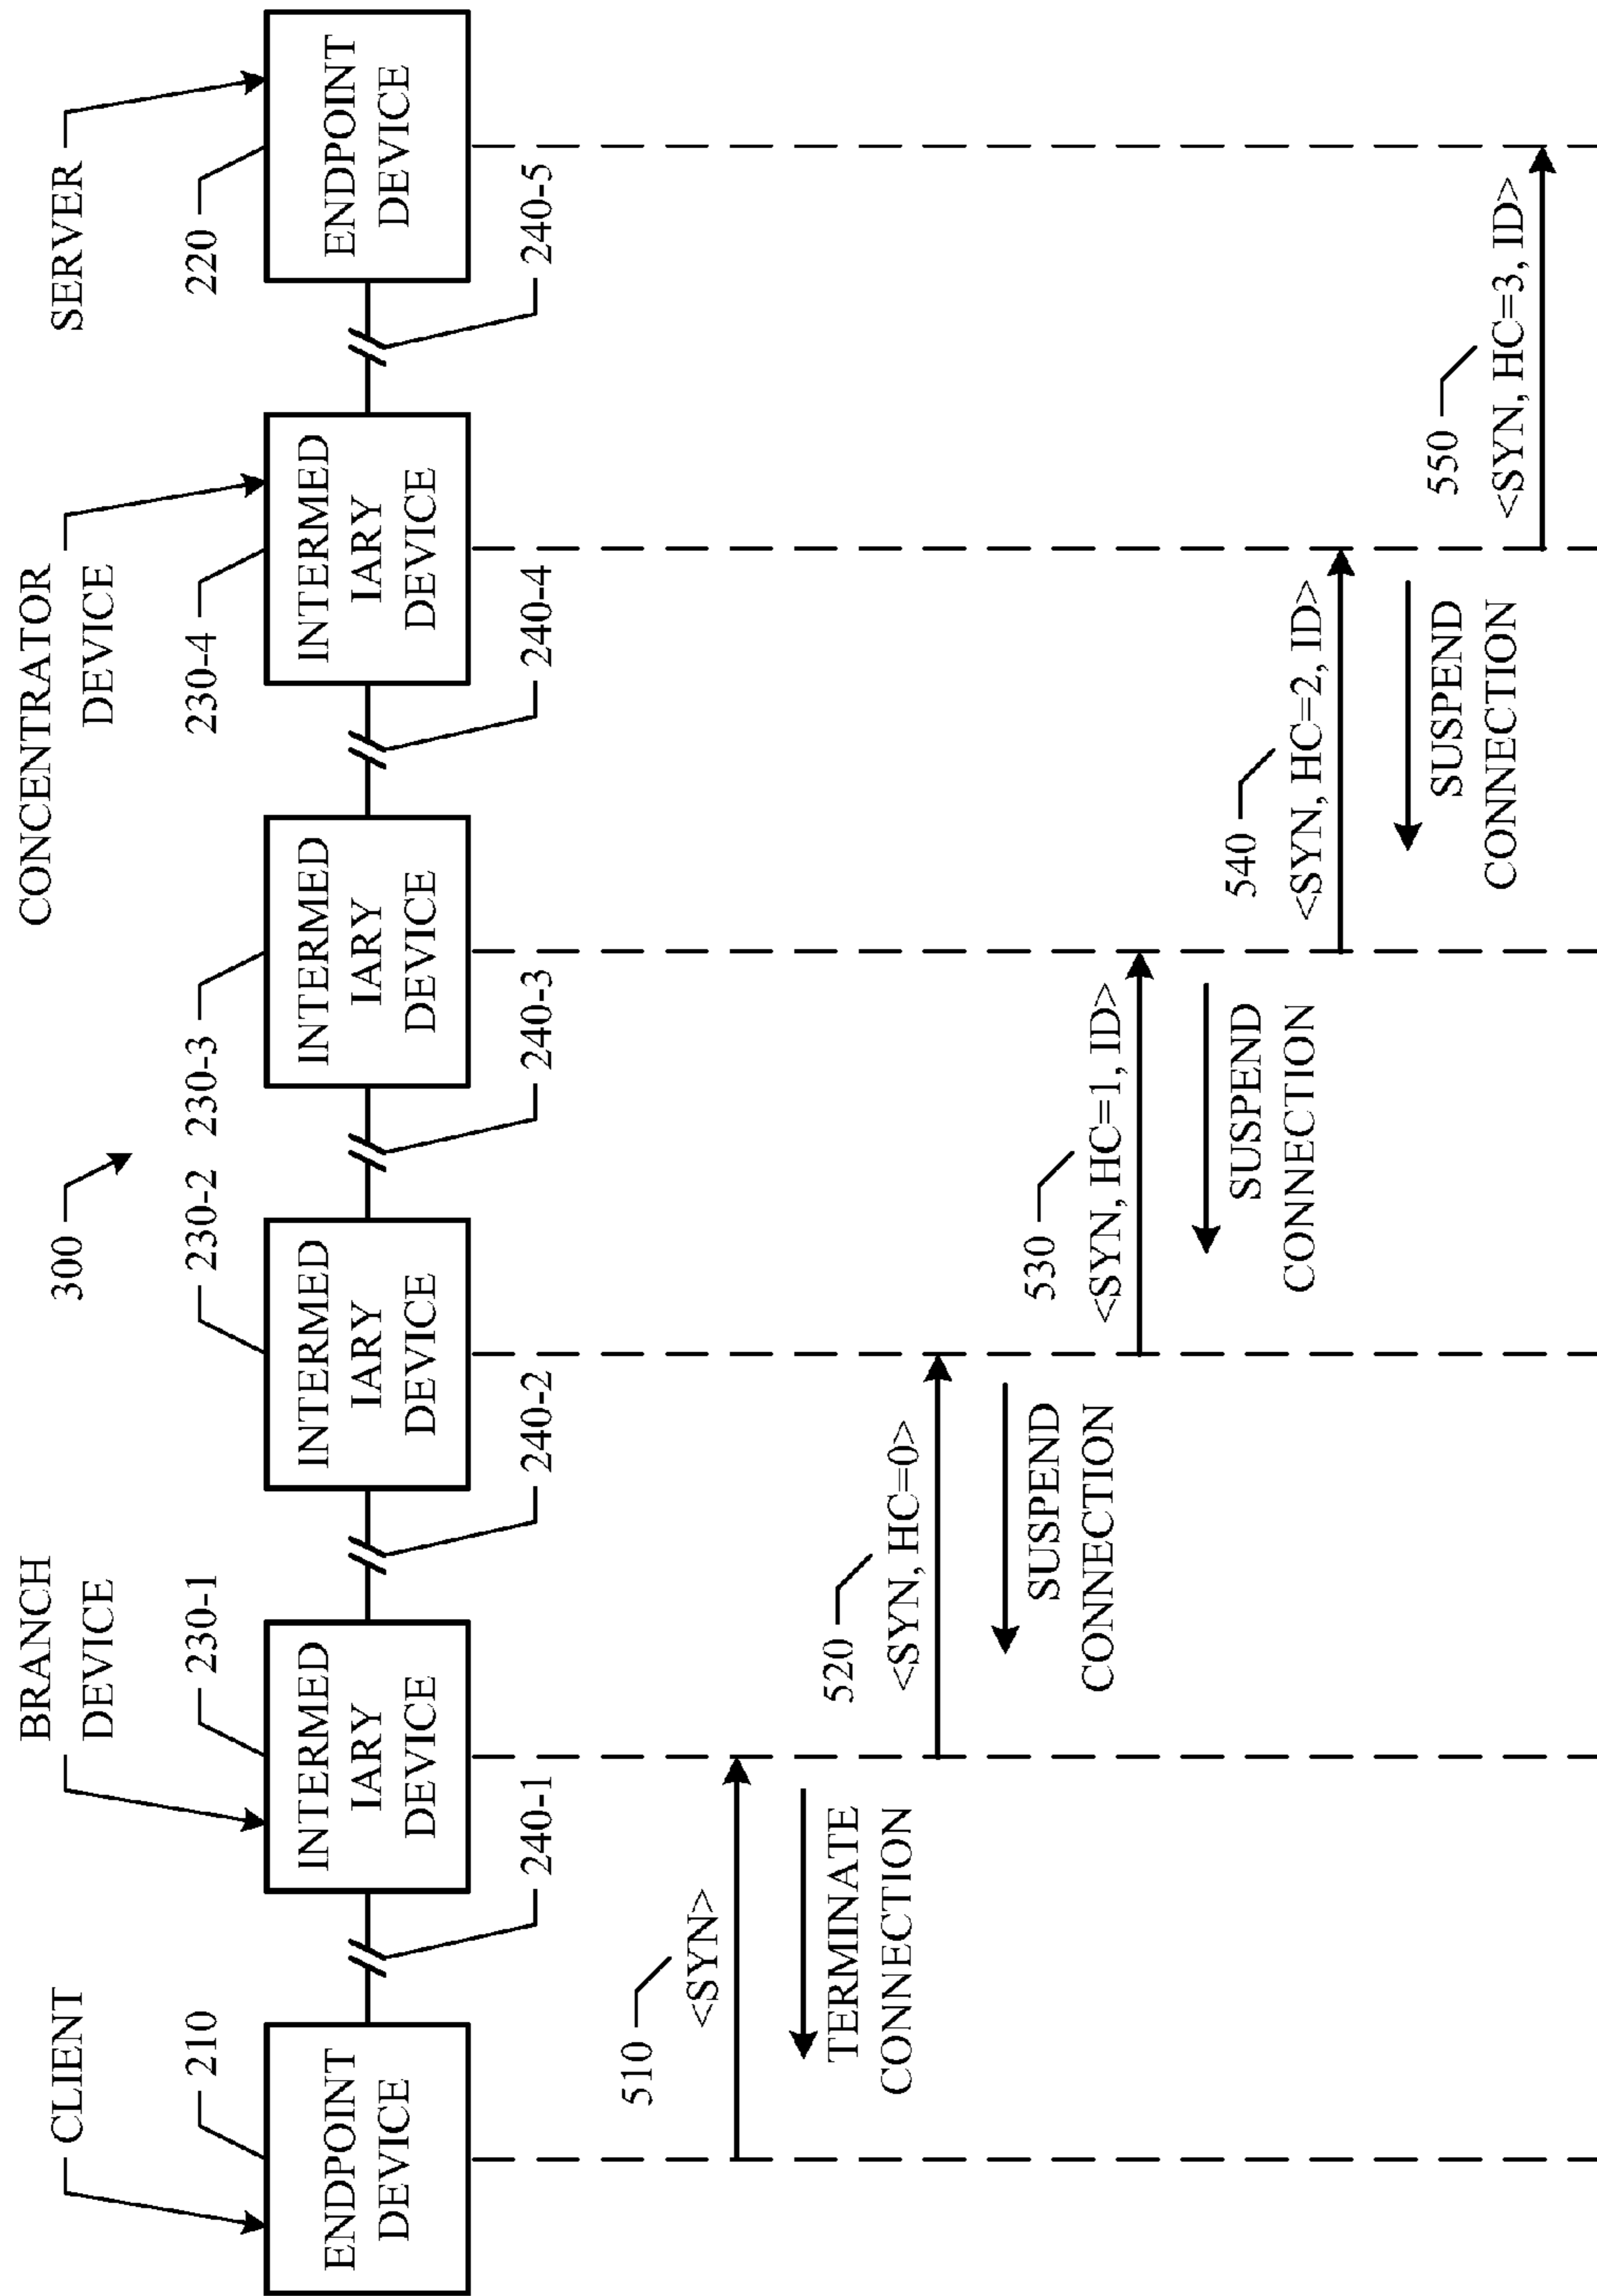 CLIENT
BRANCH
DEVICE
300
CONCENTRATOR
DEVICE
SERVER
210
230-1
230-2
230-3
230-4
220
ENDPOINT
DEVICE
INTERMED
IARY
DEVICE
INTERMED
IARY
DEVICE
INTERMED
IARY
DEVICE
INTERMED
IARY
DEVICE
ENDPOINT
DEVICE
240-1
240-2
240-3
240-4
240-5
510
<SYN>
TERMINATE
CONNECTION
520
<SYN, HC=0>
SUSPEND
CONNECTION
530
<SYN, HC=1, ID>
SUSPEND
CONNECTION
540
<SYN, HC=2, ID>
SUSPEND
CONNECTION
550
<SYN, HC=3, ID>